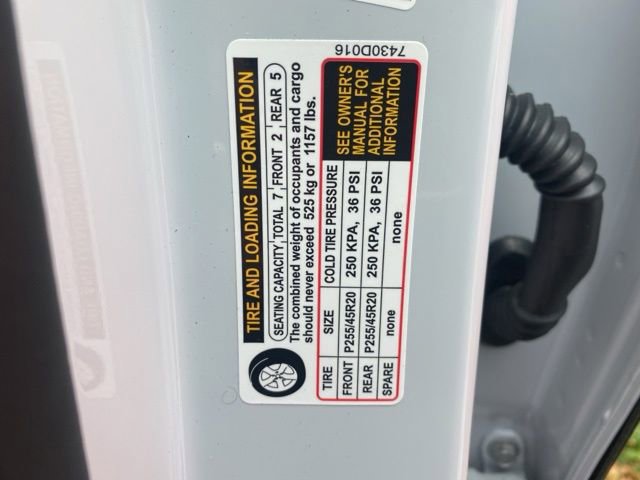 TIRE AND LOADING INFORMATION
SEATING CAPACITY TOTAL 7 FRONT 2 REAR 5
The combined weight of occupants and cargo
should never exceed 525 kg or 1157 lbs.
TIRE SIZE COLD TIRE PRESSURE
FRONT P255/45R20 250 KPA, 36 PSI
REAR P255/45R20 250 KPA, 36 PSI
SPARE none none
SEE OWNER'S
MANUAL FOR
ADDITIONAL
INFORMATION
7430D016